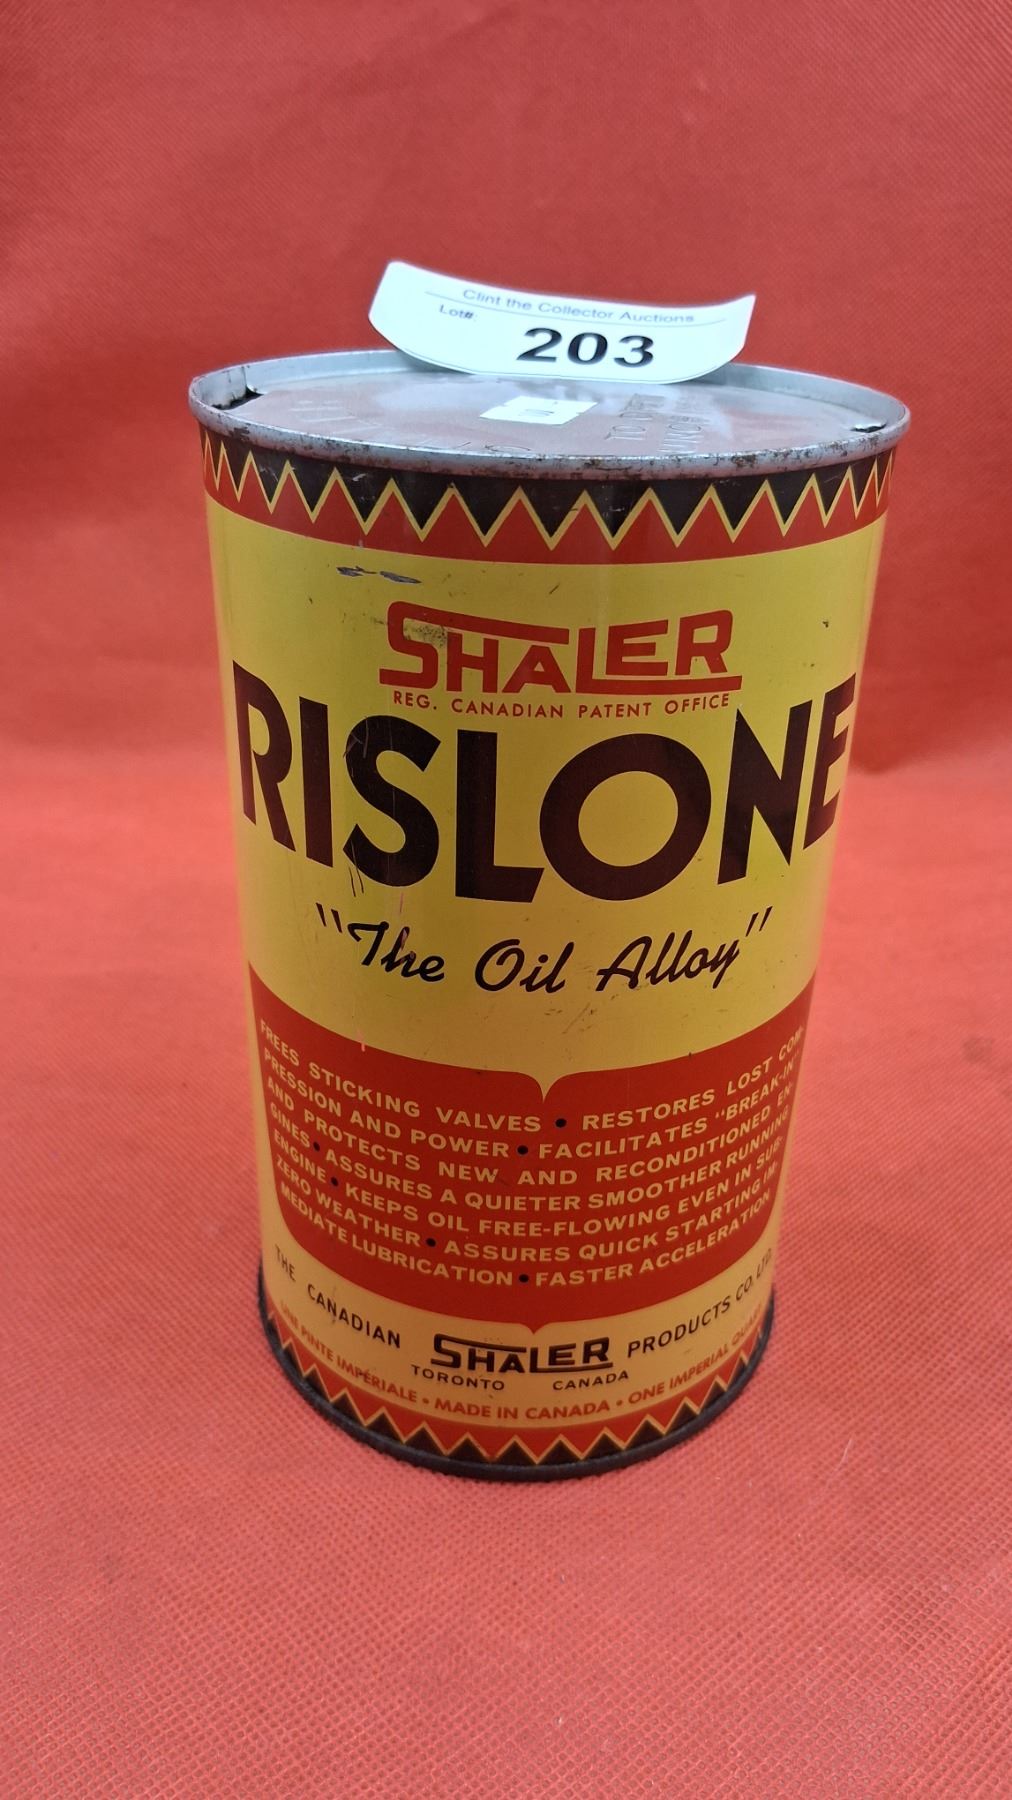 Clint the Collector Auctions
Lot#:
203
SHALER
REG. CANADIAN PATENT OFFICE
RISLONE
"The Oil Alloy"
FREES STICKING VALVES • RESTORES LOST COM-
PRESSION AND POWER • FACILITATES "BREAK-IN"
AND PROTECTS NEW AND RECONDITIONED EN-
GINES • ASSURES A QUIETER SMOOTHER RUNNING
ENGINE • KEEPS OIL FREE-FLOWING EVEN IN SUB-
ZERO WEATHER • ASSURES QUICK STARTING IM-
MEDIATE LUBRICATION • FASTER ACCELERATION
THE CANADIAN SHALER PRODUCTS CO. LTD.
TORONTO CANADA
UNE PINTE IMPÉRIALE • MADE IN CANADA • ONE IMPERIAL QUART